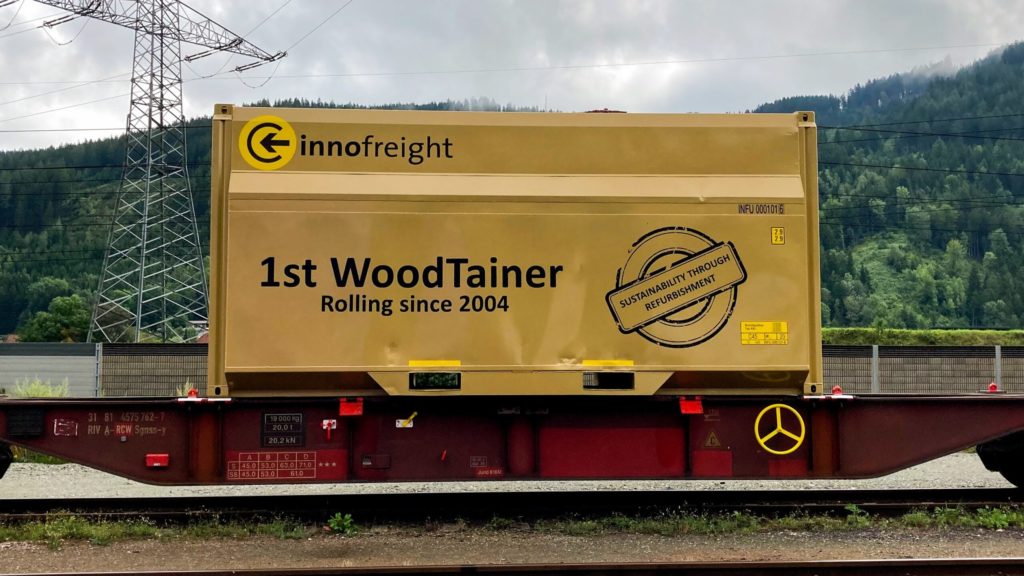 innofreight
INFU 000101 6
1st WoodTainer
Rolling since 2004
SUSTAINABILITY THROUGH
REFURBISHMENT
31 81 4575 762-7
RIV A-RCW Sgnss-y
19 000 kg
20,0 t
20,2 kN
A B C D
S 45.0 53.0 63.0 71.0 ★★★
SS 45.0 53.0 61.0